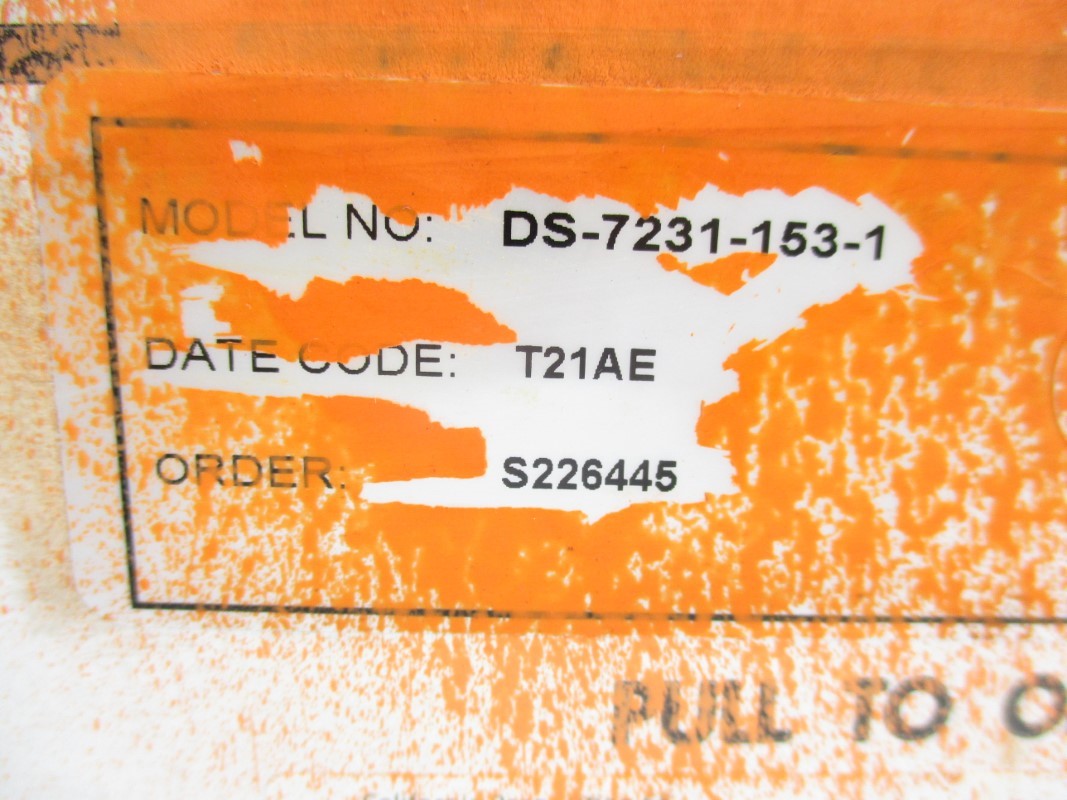 MODEL NO: DS-7231-153-1
DATE CODE: T21AE
ORDER: S226445
PULL TO O